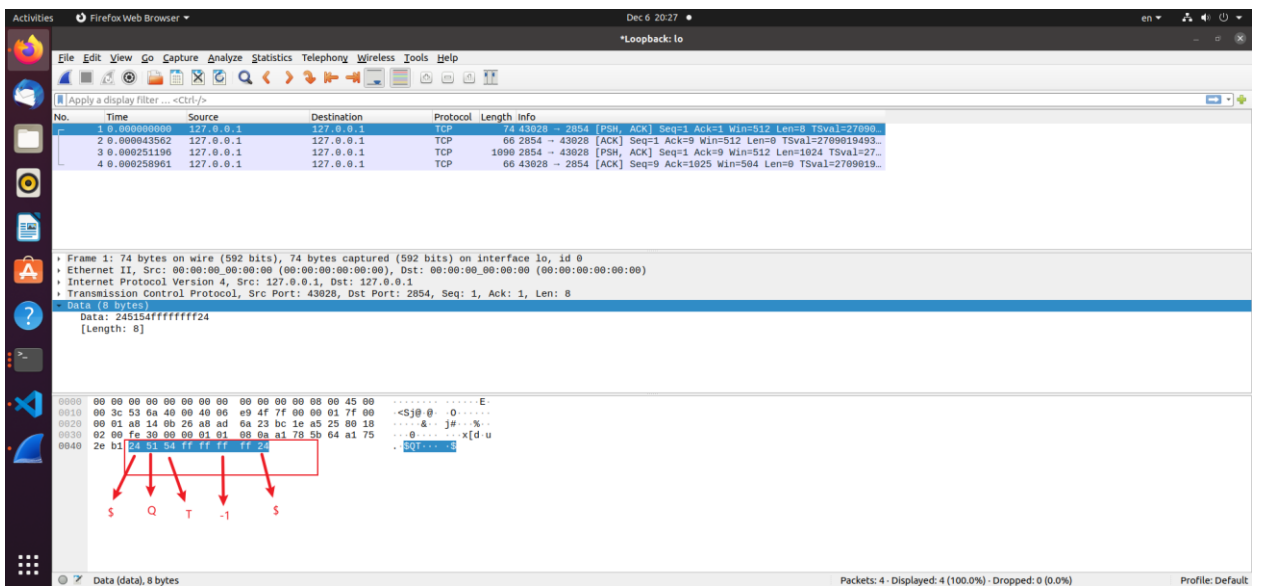 Activities Firefox Web Browser Dec 6 20:27 en
*Loopback: lo
File Edit View Go Capture Analyze Statistics Telephony Wireless Tools Help
Apply a display filter … <Ctrl-/>
No. Time Source Destination Protocol Length Info
1 0.000000000 127.0.0.1 127.0.0.1 TCP 74 43028 → 2854 [PSH, ACK] Seq=1 Ack=1 Win=512 Len=8 TSval=27090…
2 0.000043562 127.0.0.1 127.0.0.1 TCP 66 2854 → 43028 [ACK] Seq=1 Ack=9 Win=512 Len=0 TSval=2709019493…
3 0.000251196 127.0.0.1 127.0.0.1 TCP 1090 2854 → 43028 [PSH, ACK] Seq=1 Ack=9 Win=512 Len=1024 TSval=27…
4 0.000258961 127.0.0.1 127.0.0.1 TCP 66 43028 → 2854 [ACK] Seq=9 Ack=1025 Win=504 Len=0 TSval=2709019…
Frame 1: 74 bytes on wire (592 bits), 74 bytes captured (592 bits) on interface lo, id 0
Ethernet II, Src: 00:00:00_00:00:00 (00:00:00:00:00:00), Dst: 00:00:00_00:00:00 (00:00:00:00:00:00)
Internet Protocol Version 4, Src: 127.0.0.1, Dst: 127.0.0.1
Transmission Control Protocol, Src Port: 43028, Dst Port: 2854, Seq: 1, Ack: 1, Len: 8
Data (8 bytes)
Data: 245154ffffffff24
[Length: 8]
0000 00 00 00 00 00 00 00 00 00 00 00 00 08 00 45 00 ········ ······E·
0010 00 3c 53 6a 40 00 40 06 e9 4f 7f 00 00 01 7f 00 ·<Sj@·@· ·O······
0020 00 01 a8 14 0b 26 a8 ad 6a 23 bc 1e a5 25 80 18 ·····&·· j#···%··
0030 02 00 fe 30 00 00 01 01 08 0a a1 78 5b 64 a1 75 ···0···· ···x[d·u
0040 2e b1 24 51 54 ff ff ff ff 24 .·$QT··· ·$
$ Q T -1 $
Data (data), 8 bytes Packets: 4 · Displayed: 4 (100.0%) · Dropped: 0 (0.0%) Profile: Default